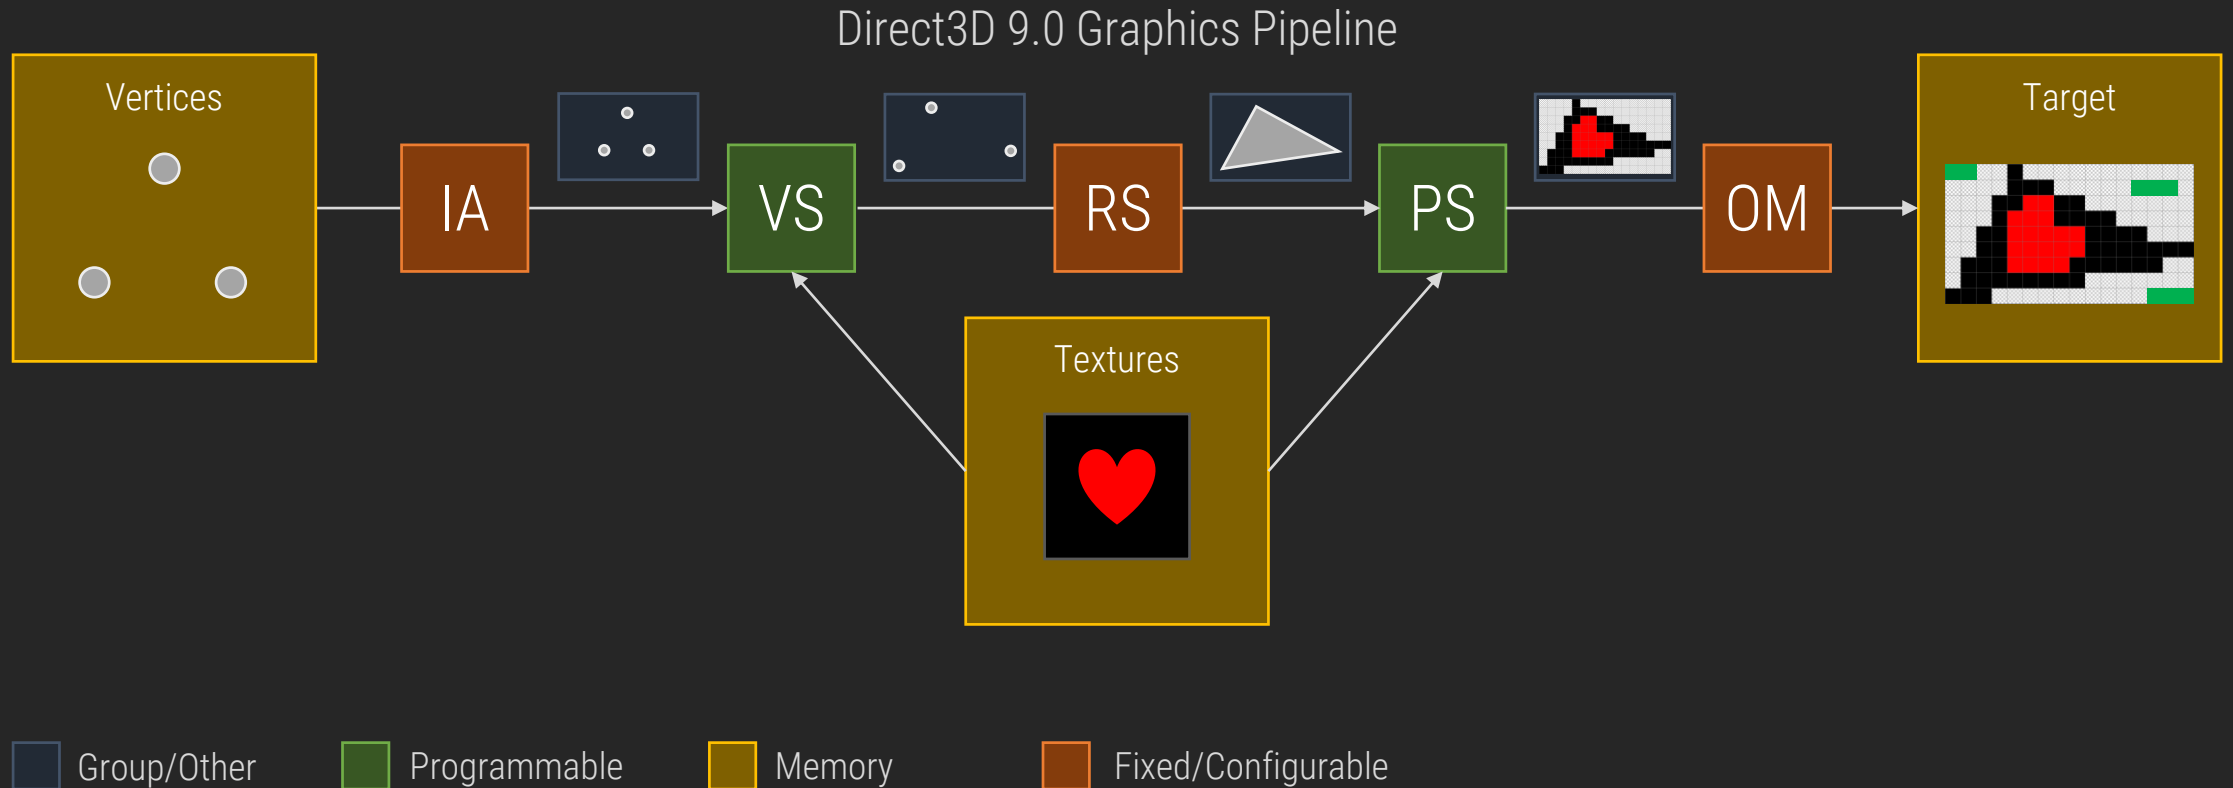 Direct3D 9.0 Graphics Pipeline
Vertices
Target
IA
VS
RS
PS
OM
Textures
Group/Other
Programmable
Memory
Fixed/Configurable